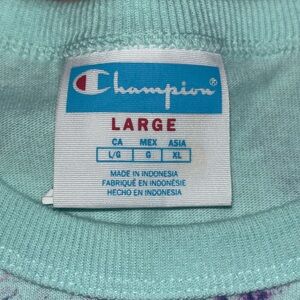 Champion
LARGE
CA MEX ASIA
L/G G XL
MADE IN INDONESIA
FABRIQUÉ EN INDONÉSIE
HECHO EN INDONESIA